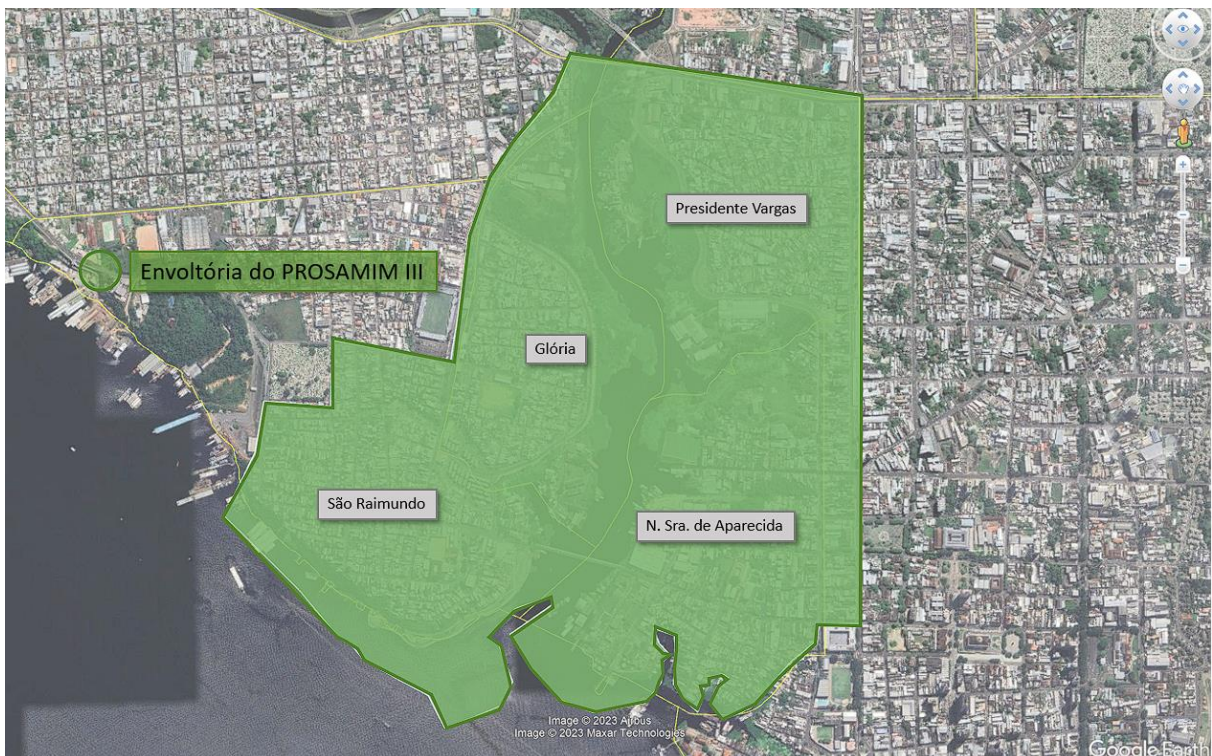 Presidente Vargas
Envoltória do PROSAMIM III
Glória
São Raimundo
N. Sra. de Aparecida
Image © 2023 Airbus
Image © 2023 Maxar Technologies
Google Earth